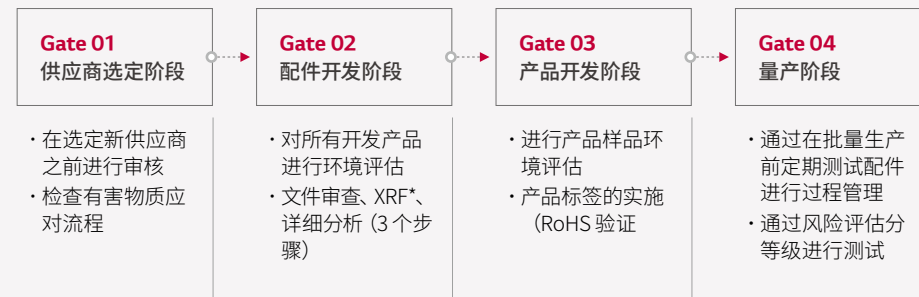 Gate 01
供应商选定阶段
Gate 02
配件开发阶段
Gate 03
产品开发阶段
Gate 04
量产阶段
・在选定新供应商
之前进行审核
・检查有害物质应
对流程
・对所有开发产品
进行环境评估
・文件审查、XRF*、
详细分析（3 个步
骤）
・进行产品样品环
境评估
・产品标签的实施
（RoHS 验证
・通过在批量生产
前定期测试配件
进行过程管理
・通过风险评估分
等级进行测试